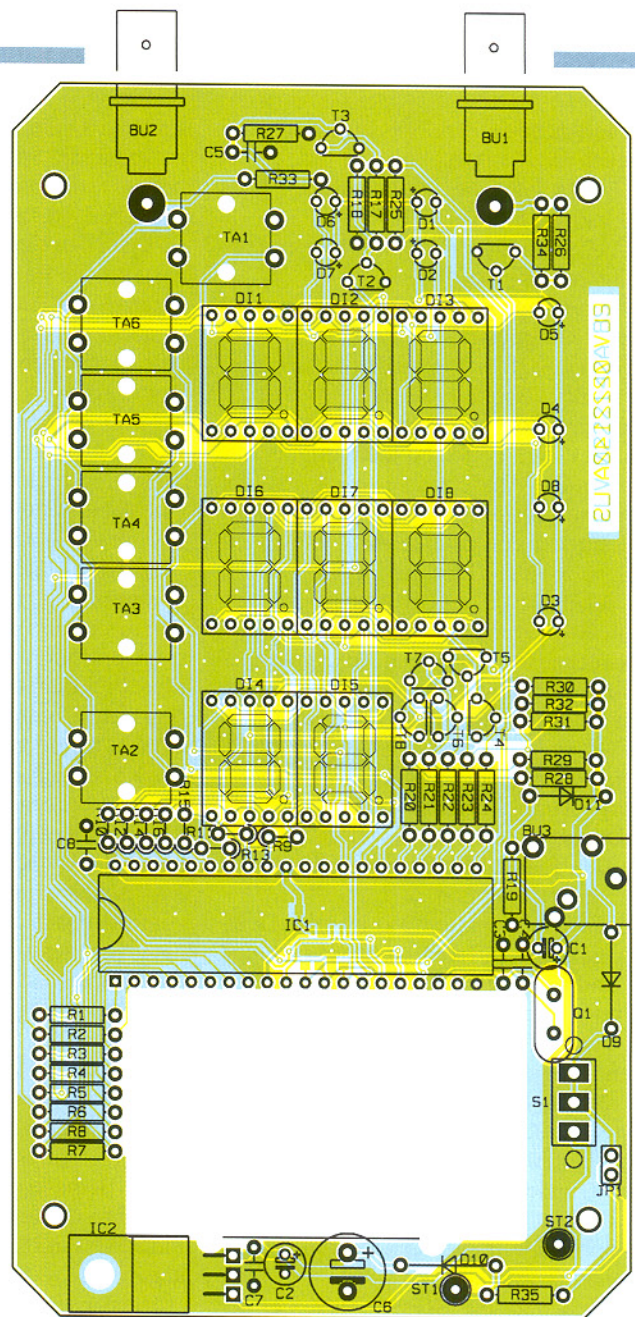 BU2
BU1
T3
R27
C5
R33
R18
R17
R25
D6
D1
TA1
R34
R26
D7
D2
T2
T1
TA6
DI1
DI2
DI3
D5
TA5
D4
DI6
DI7
DI8
D8
TA4
TA3
D3
T7
T5
DI4
DI5
R30
R32
R31
T8
T6
T4
TA2
R29
R28
D11
R15
R20
R21
R22
R23
R24
C8
R9
R13
BU3
R19
IC1
C1
Q1
D9
R1
R2
R3
R4
R5
R6
R8
R7
S1
JP1
IC2
ST2
C7
C2
C6
D10
ST1
R35